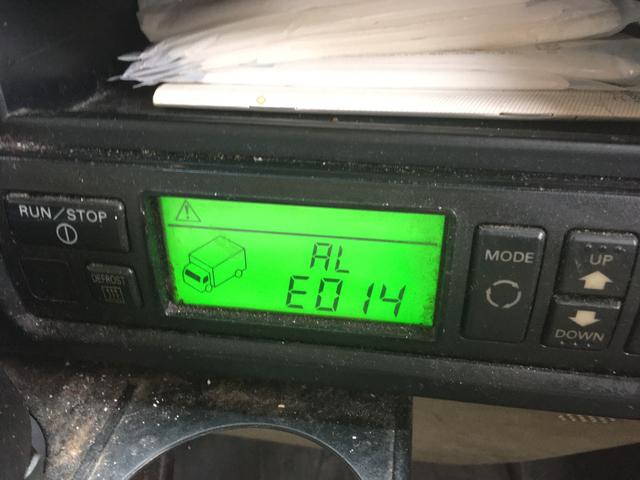 RUN/STOP
DEFROST
AL
E014
MODE
UP
DOWN